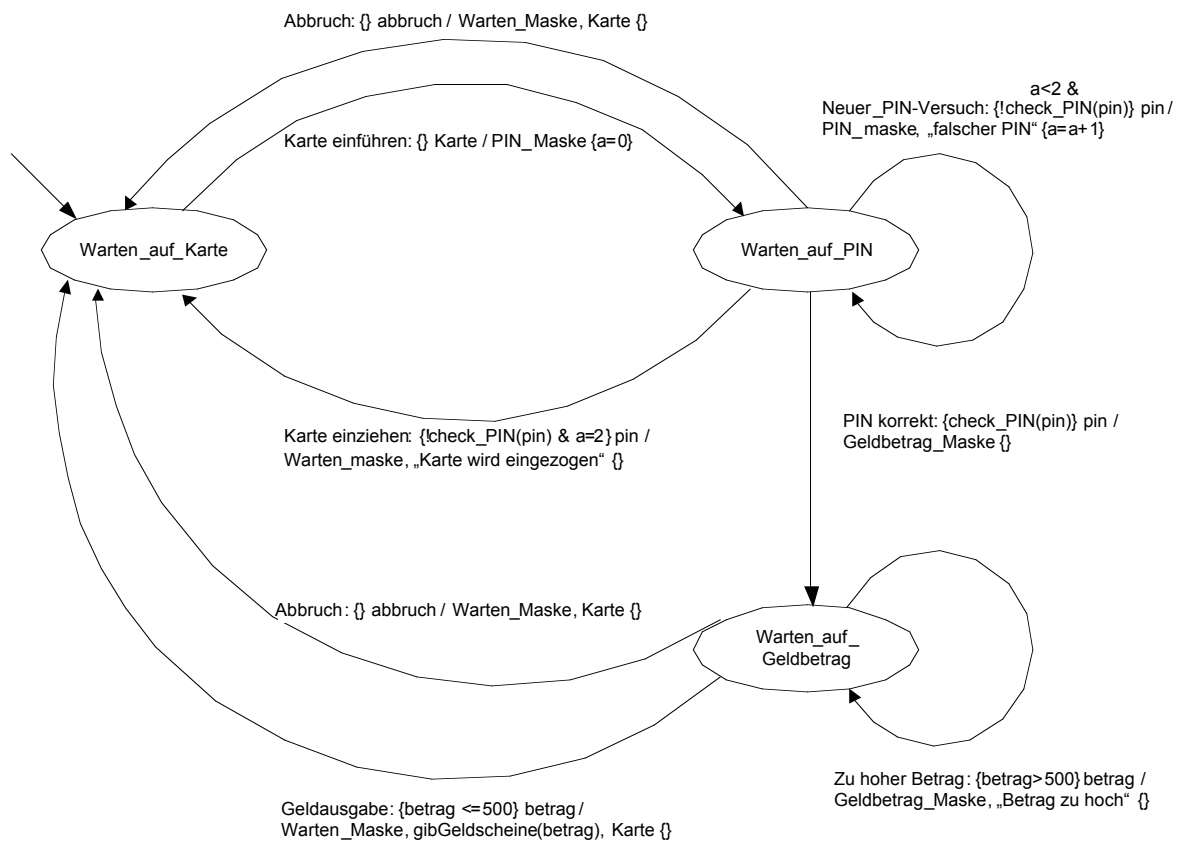 Abbruch: {} abbruch / Warten_Maske, Karte {}
a<2 &
Neuer_PIN-Versuch: {!check_PIN(pin)} pin /
PIN_maske, „falscher PIN“ {a=a+1}
Karte einführen: {} Karte / PIN_Maske {a=0}
Warten_auf_Karte
Warten_auf_PIN
Karte einziehen: {!check_PIN(pin) & a=2} pin /
Warten_maske, „Karte wird eingezogen“ {}
PIN korrekt: {check_PIN(pin)} pin /
Geldbetrag_Maske {}
Abbruch: {} abbruch / Warten_Maske, Karte {}
Warten_auf_
Geldbetrag
Zu hoher Betrag: {betrag>500} betrag /
Geldbetrag_Maske, „Betrag zu hoch“ {}
Geldausgabe: {betrag <=500} betrag /
Warten_Maske, gibGeldscheine(betrag), Karte {}